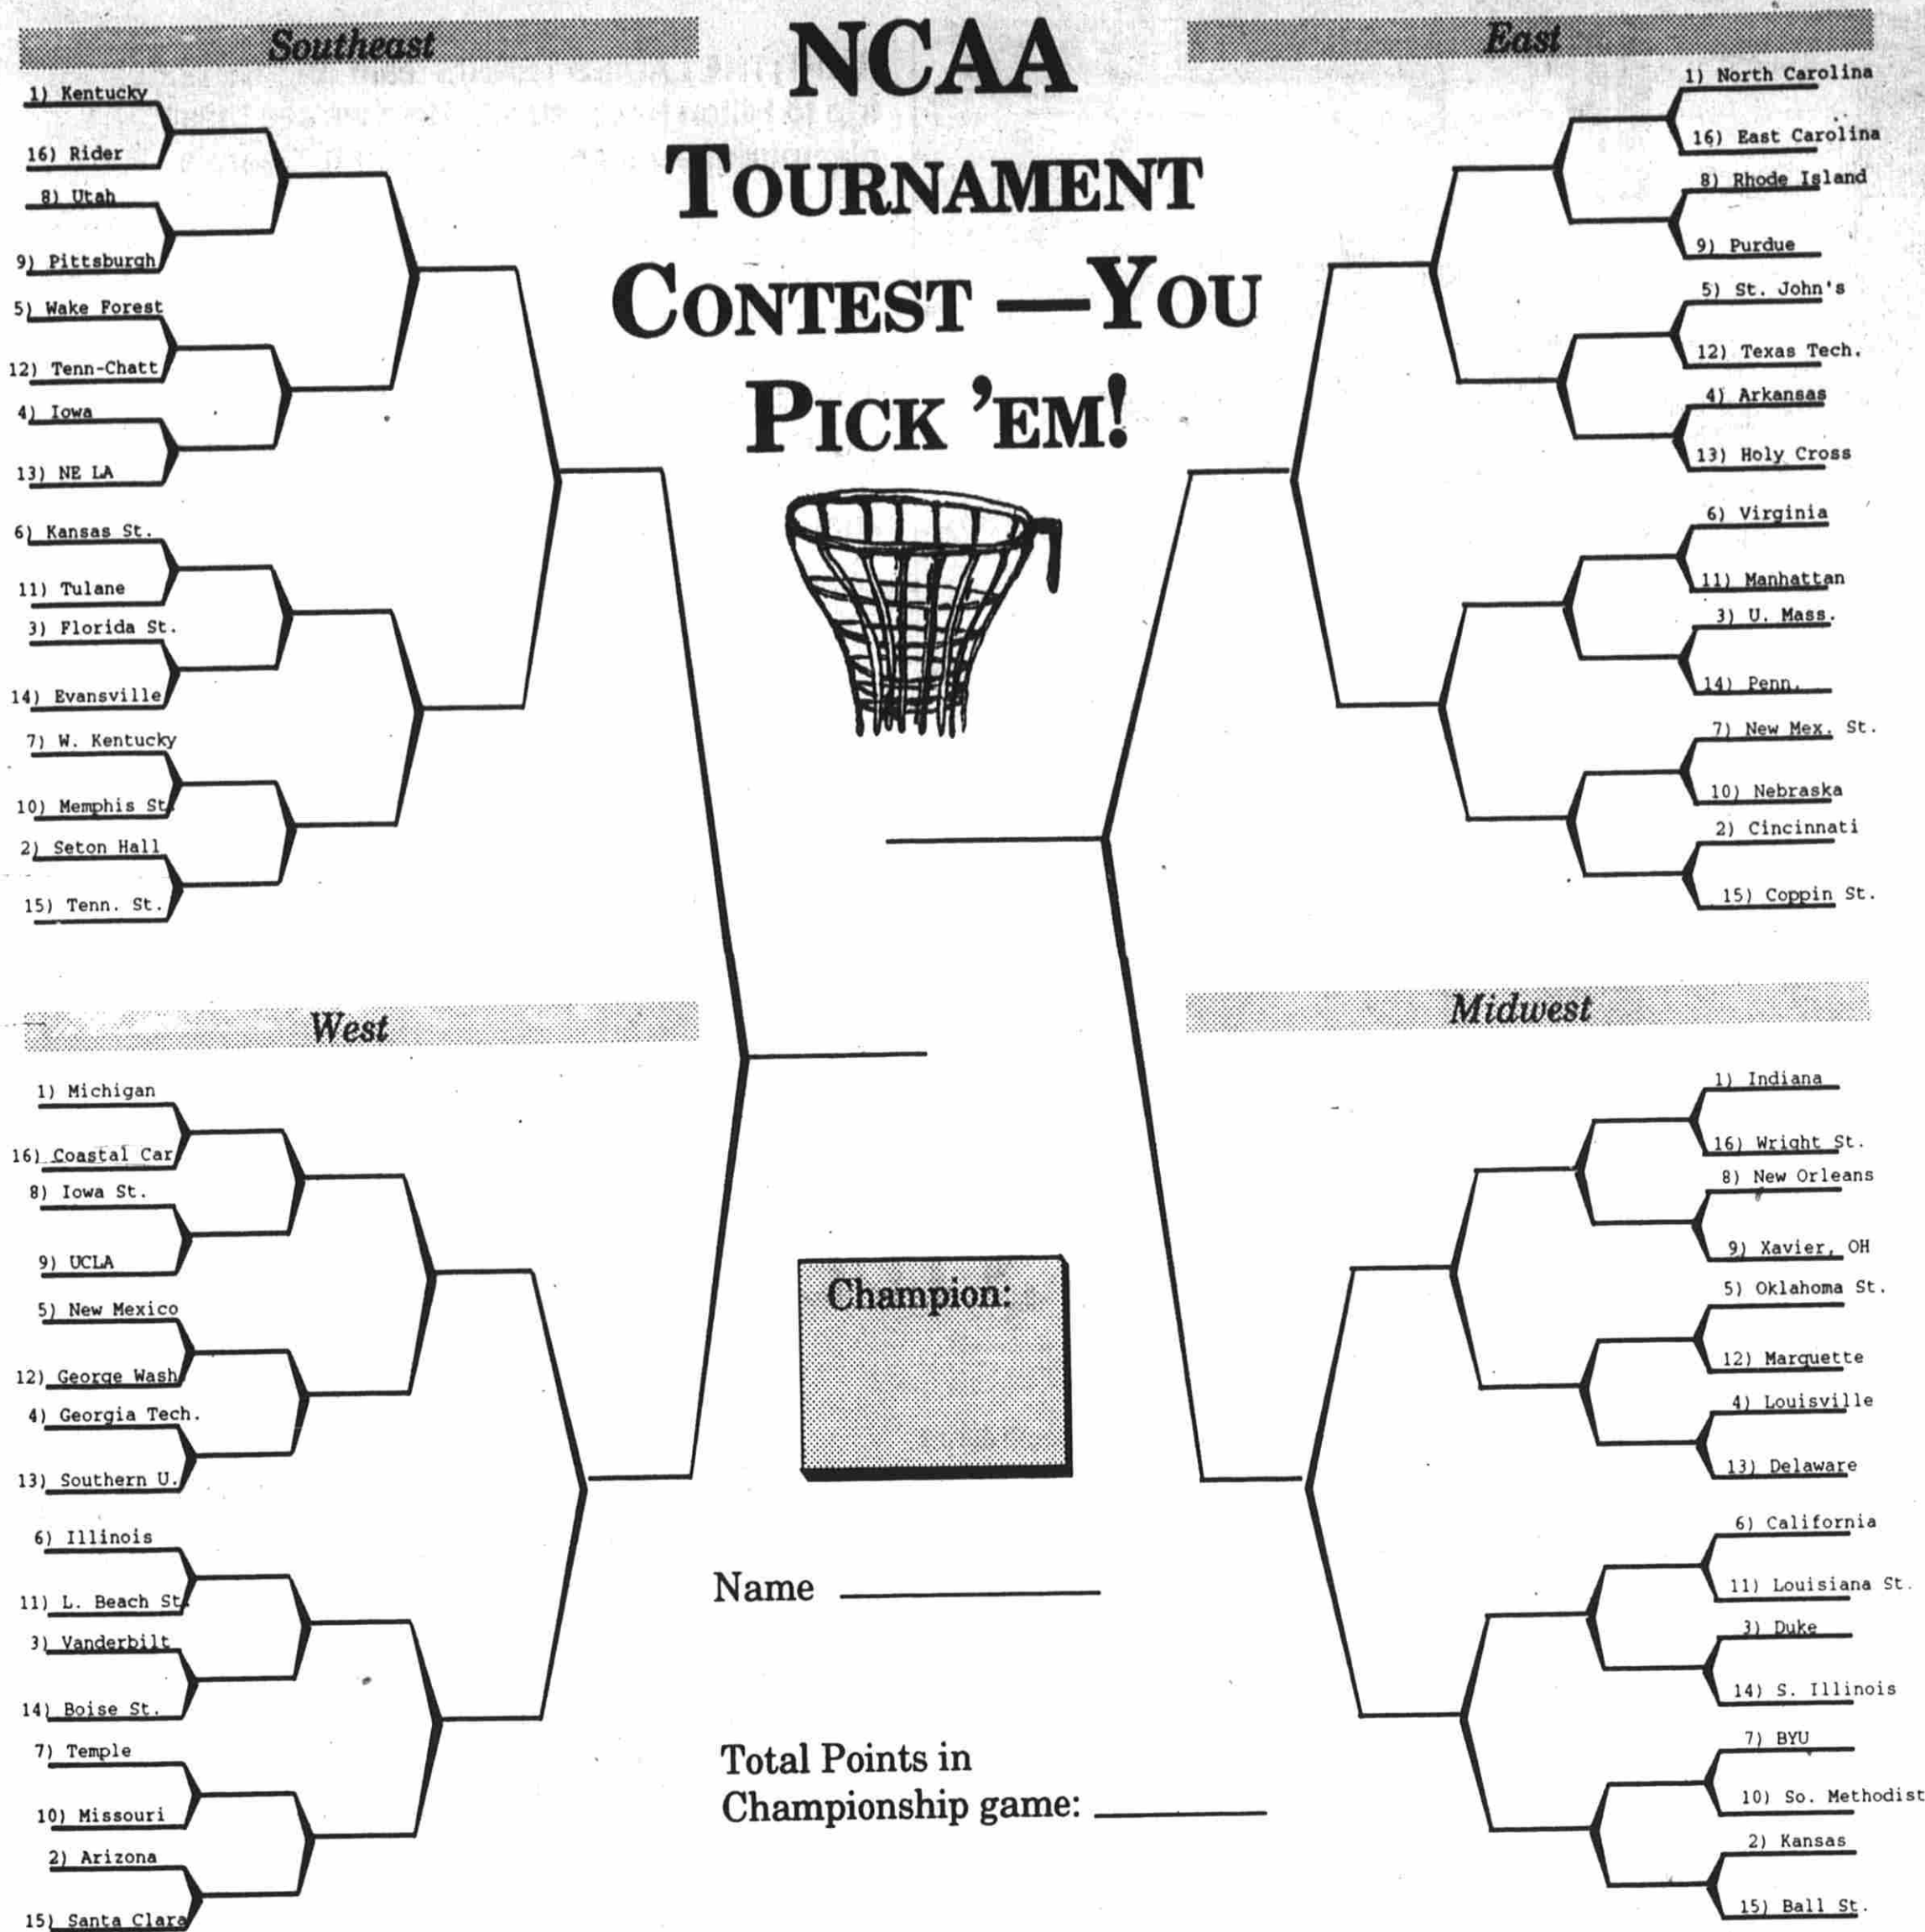 NCAA
TOURNAMENT
CONTEST —YOU
PICK 'EM!
Southeast
1) Kentucky
16) Rider
8) Utah
9) Pittsburgh
5) Wake Forest
12) Tenn-Chatt
4) Iowa
13) NE LA
6) Kansas St.
11) Tulane
3) Florida St.
14) Evansville
7) W. Kentucky
10) Memphis St.
2) Seton Hall
15) Tenn. St.
West
1) Michigan
16) Coastal Car
8) Iowa St.
9) UCLA
5) New Mexico
12) George Wash
4) Georgia Tech.
13) Southern U.
6) Illinois
11) L. Beach St.
3) Vanderbilt
14) Boise St.
7) Temple
10) Missouri
2) Arizona
15) Santa Clara
East
1) North Carolina
16) East Carolina
8) Rhode Island
9) Purdue
5) St. John's
12) Texas Tech.
4) Arkansas
13) Holy Cross
6) Virginia
11) Manhattan
3) U. Mass.
14) Penn.
7) New Mex. St.
10) Nebraska
2) Cincinnati
15) Coppin St.
Midwest
1) Indiana
16) Wright St.
8) New Orleans
9) Xavier, OH
5) Oklahoma St.
12) Marquette
4) Louisville
13) Delaware
6) California
11) Louisiana St.
3) Duke
14) S. Illinois
7) BYU
10) So. Methodist
2) Kansas
15) Ball St.
Champion:
Name
Total Points in
Championship game: